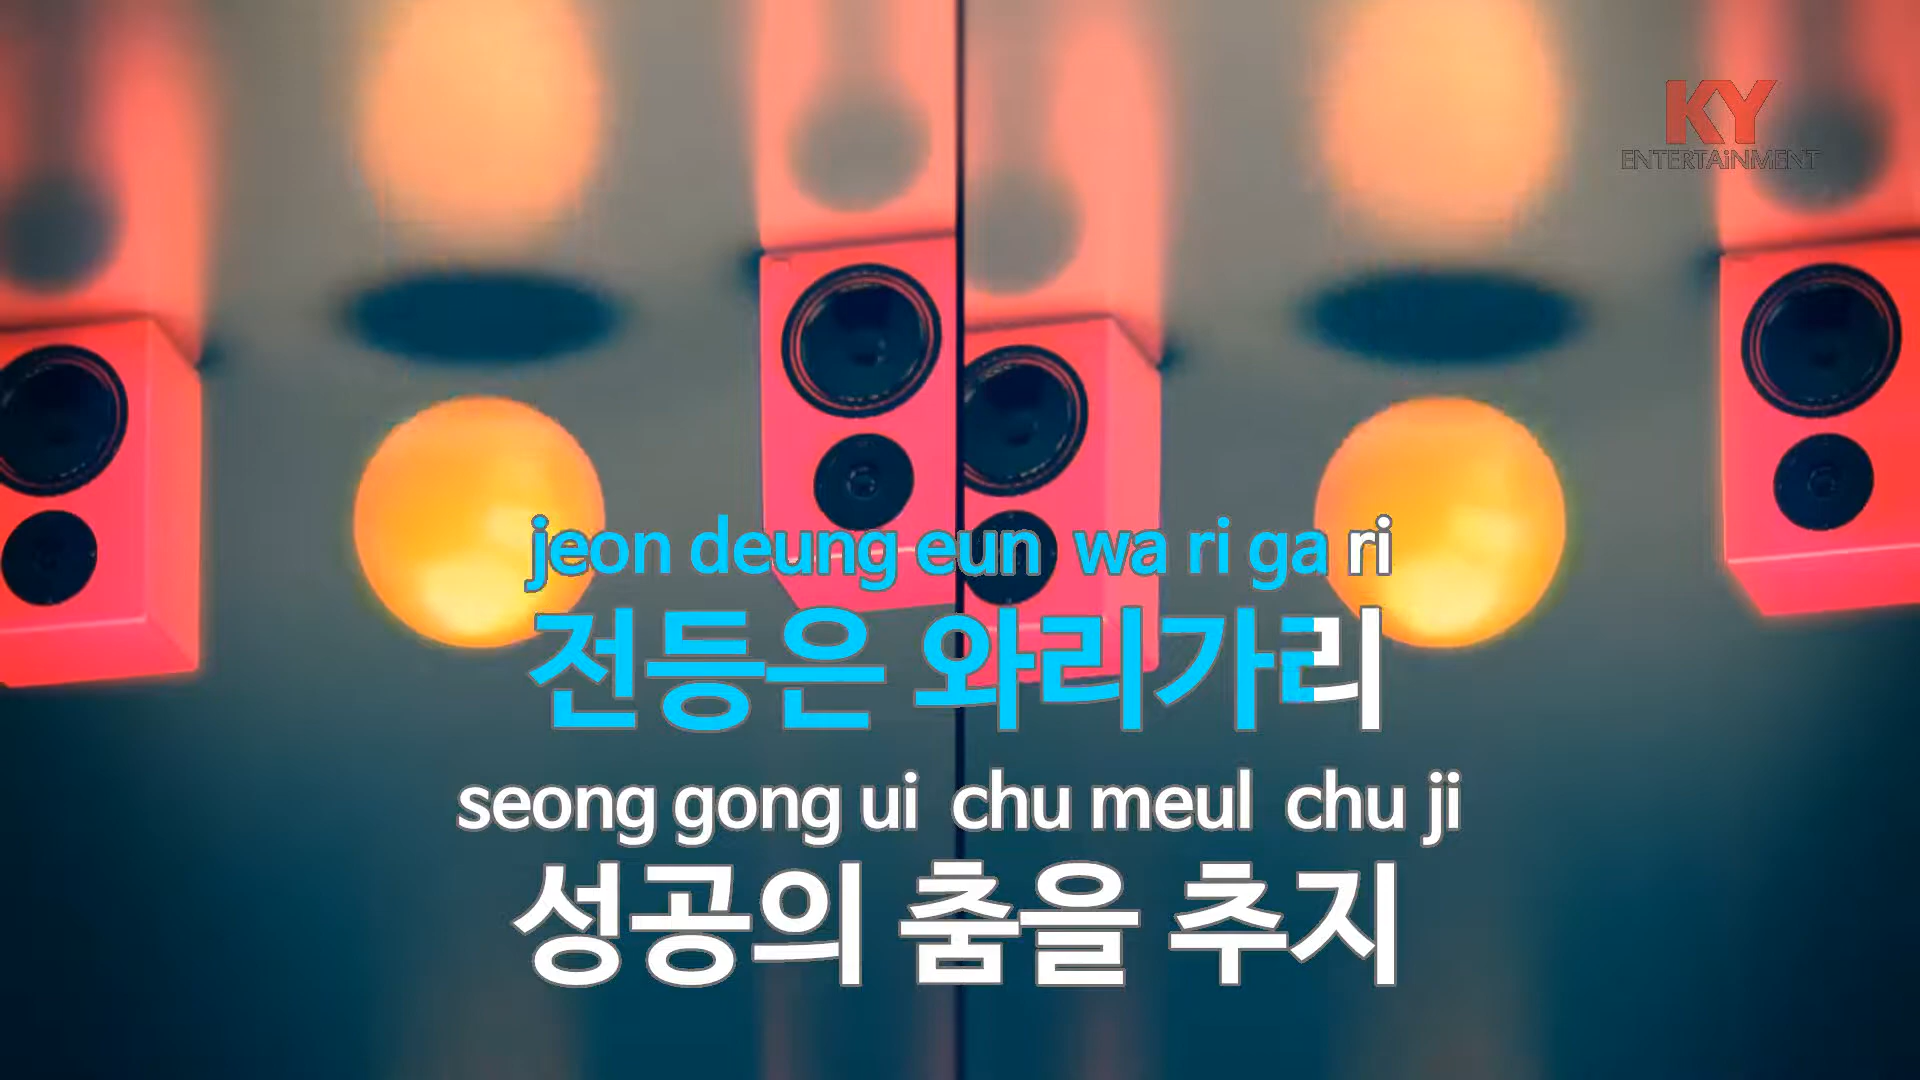 KY
ENTERTAiNMENT
jeon deung eun wa ri ga ri
전등은 와리가리
seong gong ui chu meul chu ji
성공의 춤을 추지